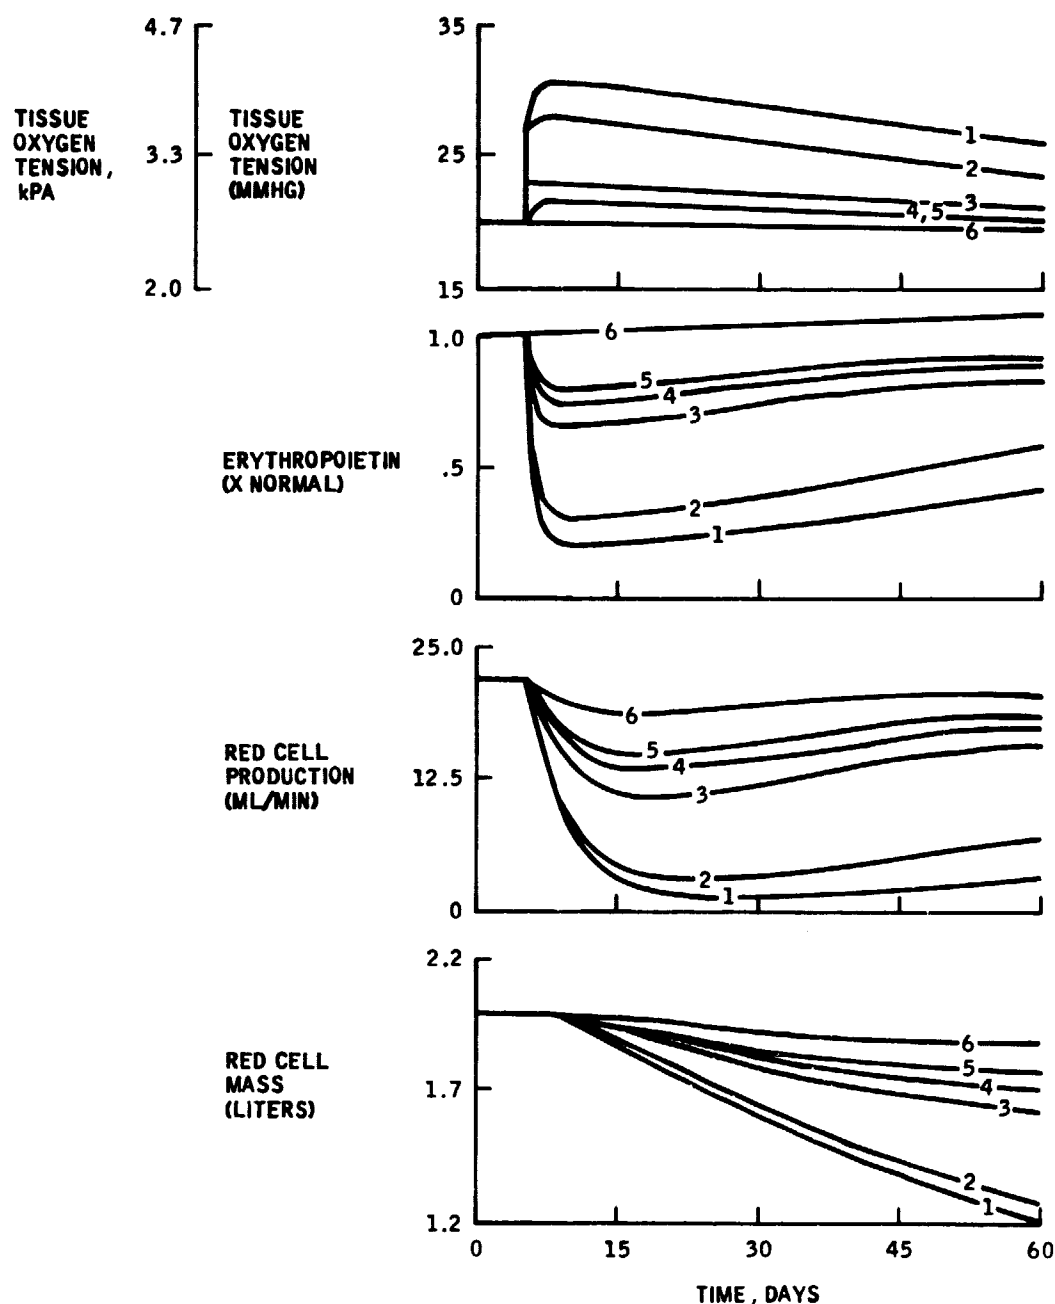 4.7
TISSUE
OXYGEN
TENSION,
kPA
3.3
2.0
TISSUE
OXYGEN
TENSION
(MMHG)
35
25
15
1
2
3
4,5
6
ERYTHROPOIETIN
(X NORMAL)
1.0
.5
0
6
5
4
3
2
1
RED CELL
PRODUCTION
(ML/MIN)
25.0
12.5
0
6
5
4
3
2
1
RED CELL
MASS
(LITERS)
2.2
1.7
1.2
6
5
4
3
2
1
0 15 30 45 60
TIME, DAYS